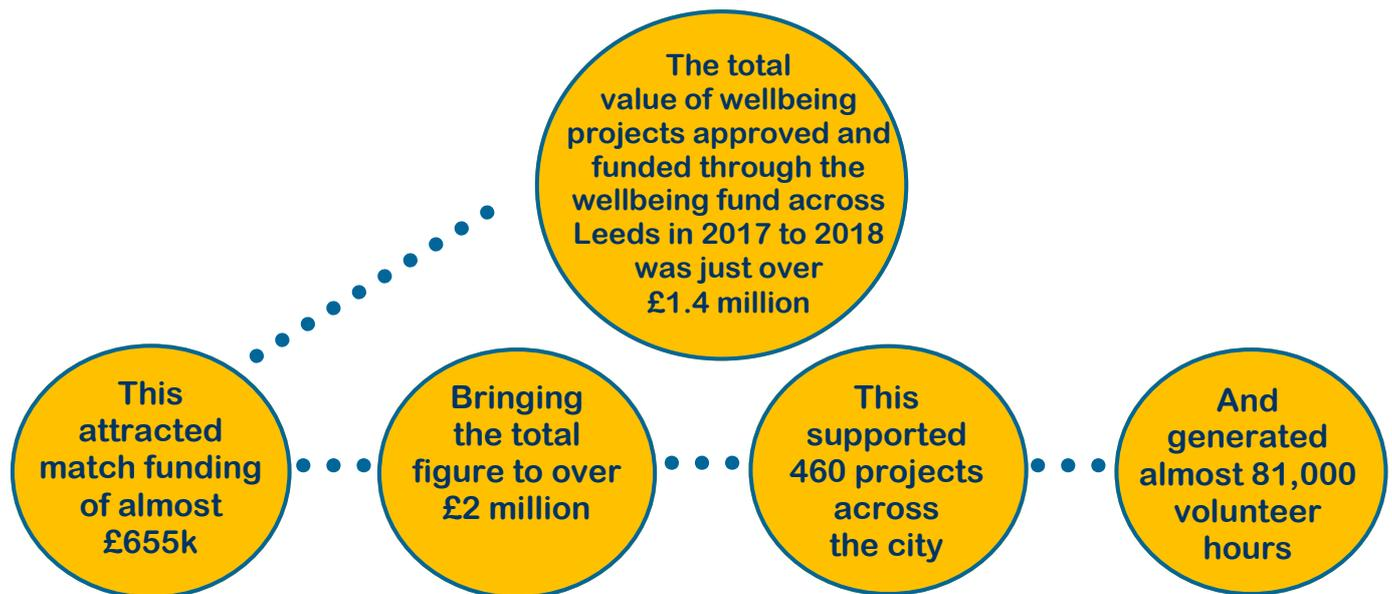 The total
value of wellbeing
projects approved and
funded through the
wellbeing fund across
Leeds in 2017 to 2018
was just over
£1.4 million
This
attracted
match funding
of almost
£655k
Bringing
the total
figure to over
£2 million
This
supported
460 projects
across
the city
And
generated
almost 81,000
volunteer
hours